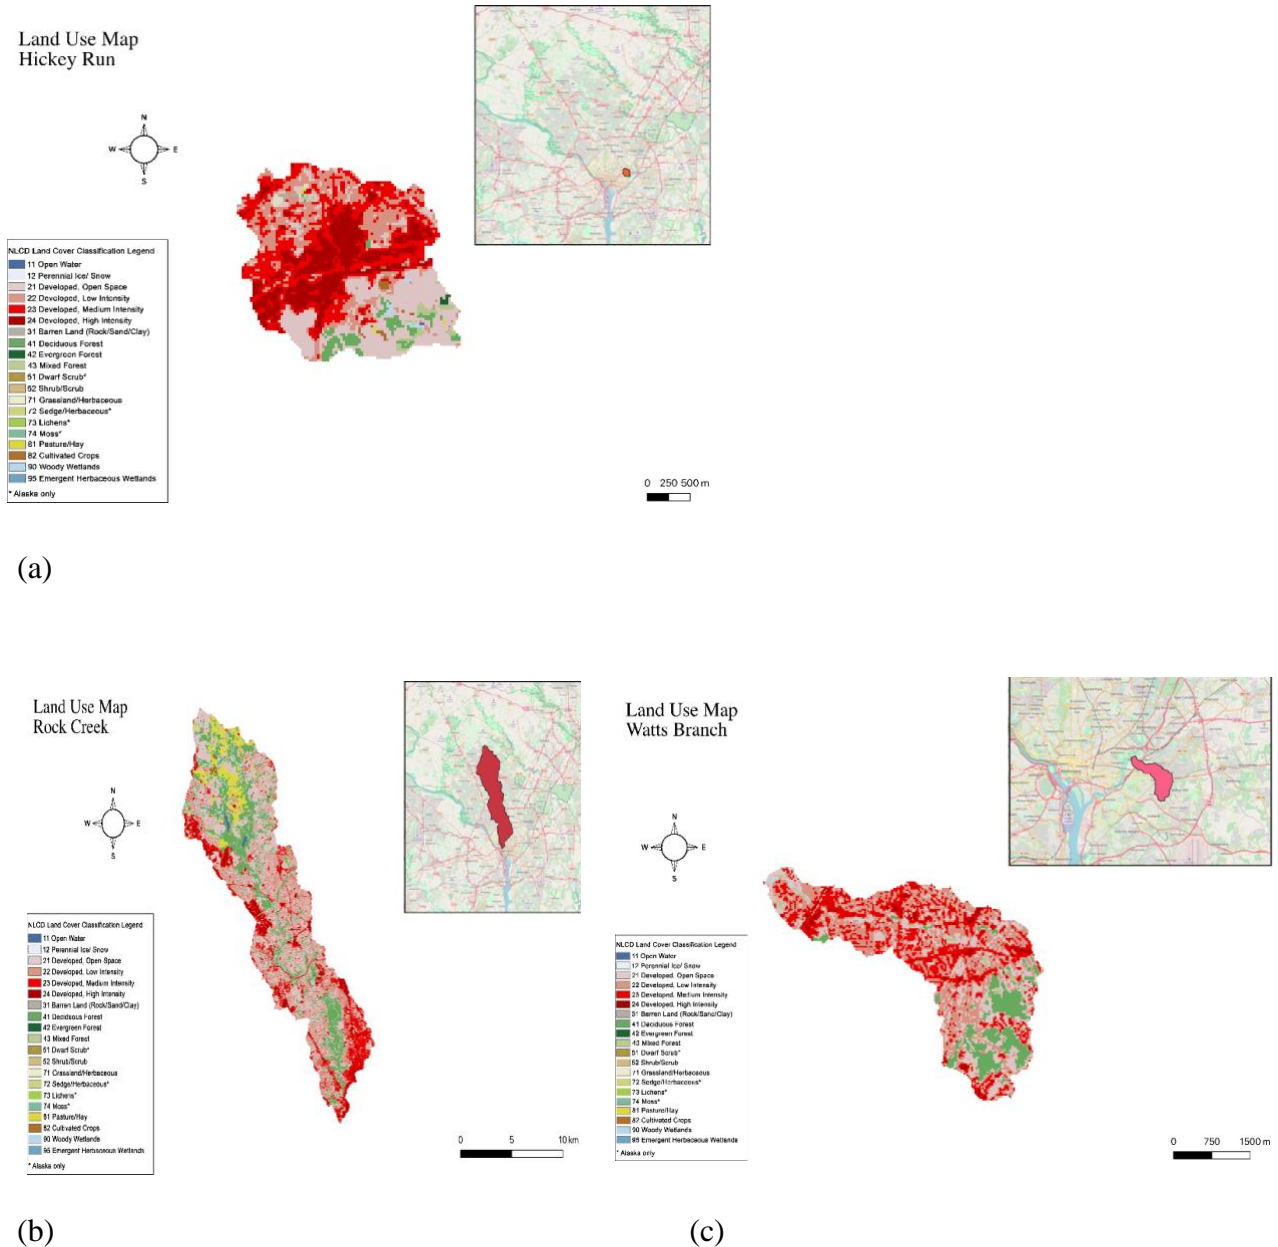 Land Use Map
Hickey Run
N
W E
S
NLCD Land Cover Classification Legend
11 Open Water
12 Perennial Ice/ Snow
21 Developed, Open Space
22 Developed, Low Intensity
23 Developed, Medium Intensity
24 Developed, High Intensity
31 Barren Land (Rock/Sand/Clay)
41 Deciduous Forest
42 Evergreen Forest
43 Mixed Forest
51 Dwarf Scrub*
52 Shrub/Scrub
71 Grassland/Herbaceous
72 Sedge/Herbaceous*
73 Lichens*
74 Moss*
81 Pasture/Hay
82 Cultivated Crops
90 Woody Wetlands
95 Emergent Herbaceous Wetlands
* Alaska only
0 250 500 m
(a)
Land Use Map
Rock Creek
N
W E
S
NLCD Land Cover Classification Legend
11 Open Water
12 Perennial Ice/ Snow
21 Developed, Open Space
22 Developed, Low Intensity
23 Developed, Medium Intensity
24 Developed, High Intensity
31 Barren Land (Rock/Sand/Clay)
41 Deciduous Forest
42 Evergreen Forest
43 Mixed Forest
51 Dwarf Scrub*
52 Shrub/Scrub
71 Grassland/Herbaceous
72 Sedge/Herbaceous*
73 Lichens*
74 Moss*
81 Pasture/Hay
82 Cultivated Crops
90 Woody Wetlands
95 Emergent Herbaceous Wetlands
* Alaska only
0 5 10 km
(b)
Land Use Map
Watts Branch
N
W E
S
NLCD Land Cover Classification Legend
11 Open Water
12 Perennial Ice/ Snow
21 Developed, Open Space
22 Developed, Low Intensity
23 Developed, Medium Intensity
24 Developed, High Intensity
31 Barren Land (Rock/Sand/Clay)
41 Deciduous Forest
42 Evergreen Forest
43 Mixed Forest
51 Dwarf Scrub*
52 Shrub/Scrub
71 Grassland/Herbaceous
72 Sedge/Herbaceous*
73 Lichens*
74 Moss*
81 Pasture/Hay
82 Cultivated Crops
90 Woody Wetlands
95 Emergent Herbaceous Wetlands
* Alaska only
0 750 1500 m
(c)